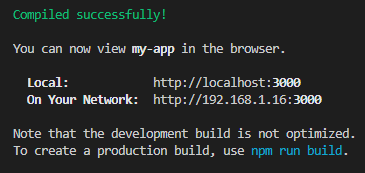 Compiled successfully!
You can now view my-app in the browser.
Local: http://localhost:3000
On Your Network: http://192.168.1.16:3000
Note that the development build is not optimized.
To create a production build, use npm run build.